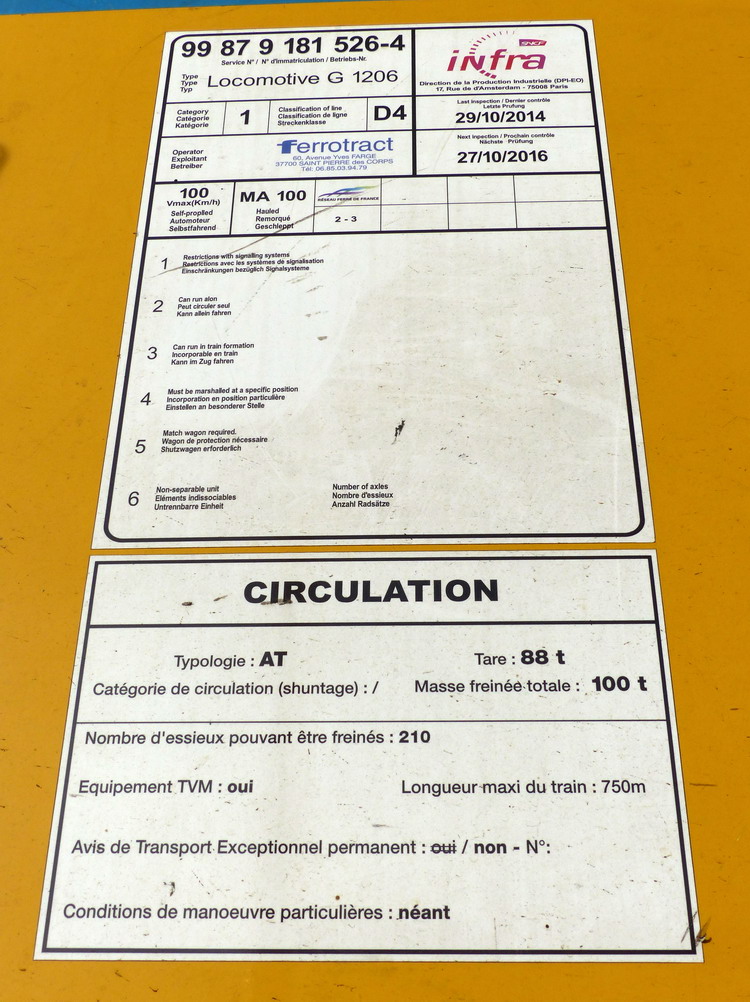 99 87 9 181 526-4
Service N° / N° d'Immatriculation / Betriebs-Nr.
Type
Type
Typ
Locomotive G 1206
SNCF
infra
Direction de la Production Industrielle (DPI-EO)
17, Rue de d'Amsterdam - 75008 Paris
Category
Catégorie
Kategorie
1
Classification of line
Classification de ligne
Streckenklasse
D4
Last inspection / Dernier contrôle
Letzte Prüfung
29/10/2014
Operator
Exploitant
Betreiber
Ferrotract
60, Avenue Yves FARGE
37700 SAINT PIERRE des CORPS
Tél: 06.85.03.94.79
Next inpection / Prochain contrôle
Nächste Prüfung
27/10/2016
100
Vmax(Km/h)
Self-proplled
Automoteur
Selbstfahrend
MA 100
Hauled
Remorqué
Geschleppt
RÉSEAU FERRÉ DE FRANCE
2 - 3
1
Restrictions with signalling systems
Restrictions avec les systèmes de signalisation
Einschränkungen bezüglich Signalsysteme
2
Can run alon
Peut circuler seul
Kann allein fahren
3
Can run in train formation
Incorporable en train
Kann im Zug fahren
4
Must be marshalled at a specific position
Incorporation en position particulière
Einstellen an besonderer Stelle
5
Match wagon required.
Wagon de protection nécessaire
Shutzwagen erforderlich
6
Non-separable unit
Eléments indissociables
Untrennbarre Einheit
Number of axles
Nombre d'essieux
Anzahl Radsätze
CIRCULATION
Typologie : AT
Tare : 88 t
Catégorie de circulation (shuntage) : /
Masse freinée totale : 100 t
Nombre d'essieux pouvant être freinés : 210
Equipement TVM : oui
Longueur maxi du train : 750m
Avis de Transport Exceptionnel permanent : oui / non - N°:
Conditions de manoeuvre particulières : néant